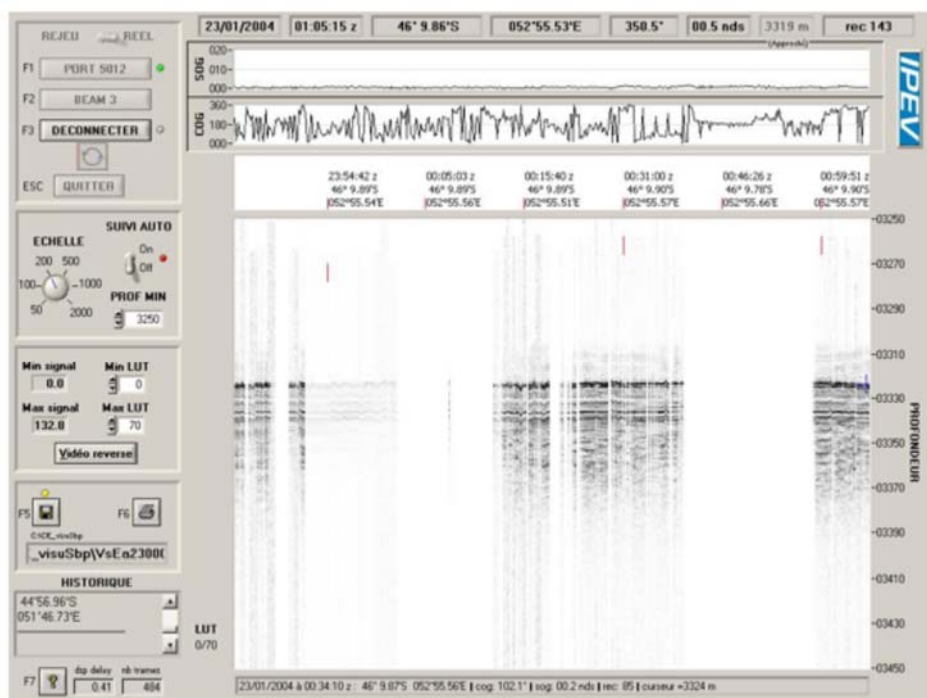 23/01/2004 01:05:15 z 46° 9.86'S 052°55.53'E 350.5° 00.5 nds 3319 m rec 143
(Approché)
REJEU REEL
F1 PORT 5012
F2 BEAM 3
F3 DECONNECTER
ESC QUITTER
SOG 020 010 000
COG 360 180 000
IPEV
23:54:42 z 00:05:03 z 00:15:40 z 00:31:00 z 00:46:26 z 00:59:51 z
46° 9.89'S 46° 9.89'S 46° 9.89'S 46° 9.90'S 46° 9.78'S 46° 9.90'S
052°55.54'E 052°55.56'E 052°55.51'E 052°55.57'E 052°55.66'E 052°55.57'E
SUIVI AUTO
ECHELLE
On
Off
200 500
100 1000
50 2000
PROF MIN
3250
Min signal Min LUT
0.0 0
Max signal Max LUT
132.0 70
Vidéo reverse
F5 F6
_visuSbp\VsEa2300(
HISTORIQUE
44°56.96'S
051°46.73'E
LUT
0/70
F7 ? dsp delay nb trames
0.41 484
03250
03270
03290
03310
03330
03350
03370
03390
03410
03430
03450
PROFONDEUR
23/01/2004 à 00:34:10 z : 46° 9.87'S 052°55.56'E | cog: 102.1° | sog: 00.2 nds | rec: 85 | curseur =3324 m